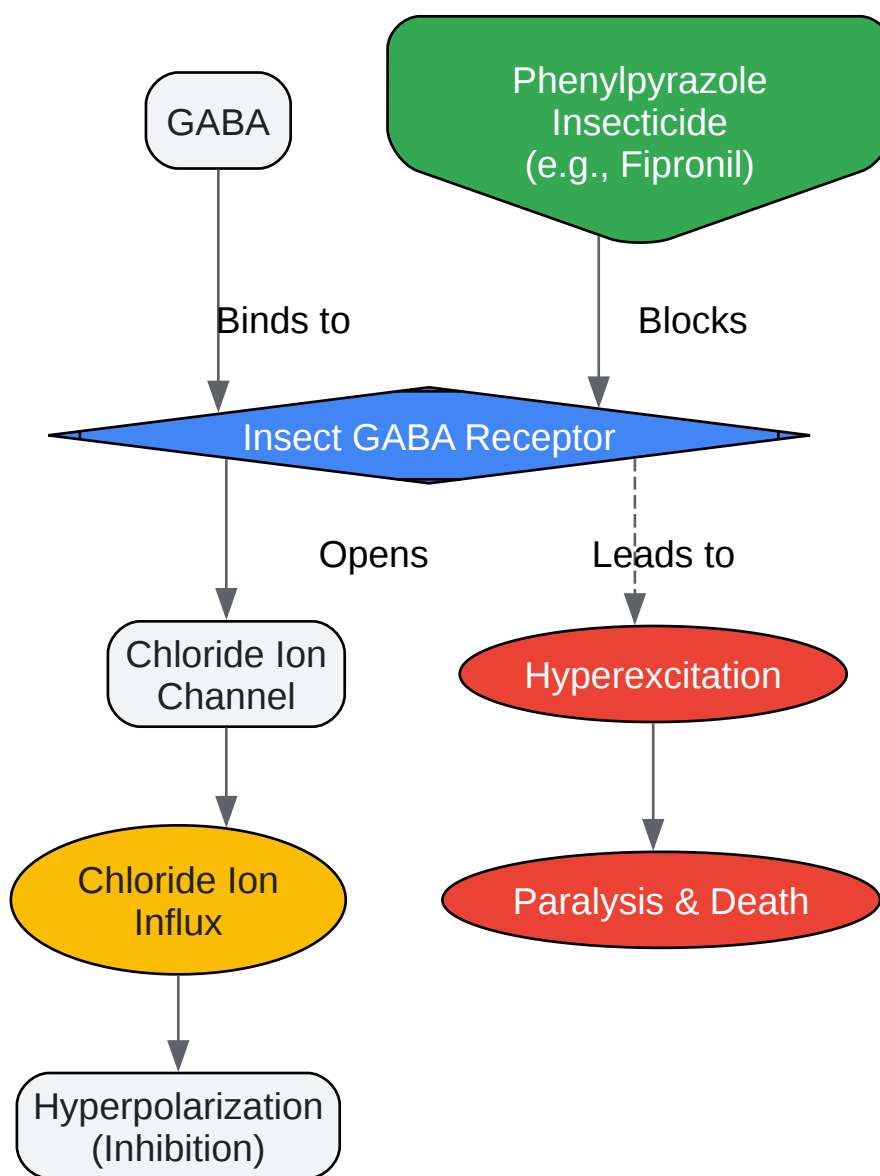 GABA
Phenylpyrazole
Insecticide
(e.g., Fipronil)
Binds to
Blocks
Insect GABA Receptor
Opens
Leads to
Chloride Ion
Channel
Hyperexcitation
Chloride Ion
Influx
Paralysis & Death
Hyperpolarization
(Inhibition)